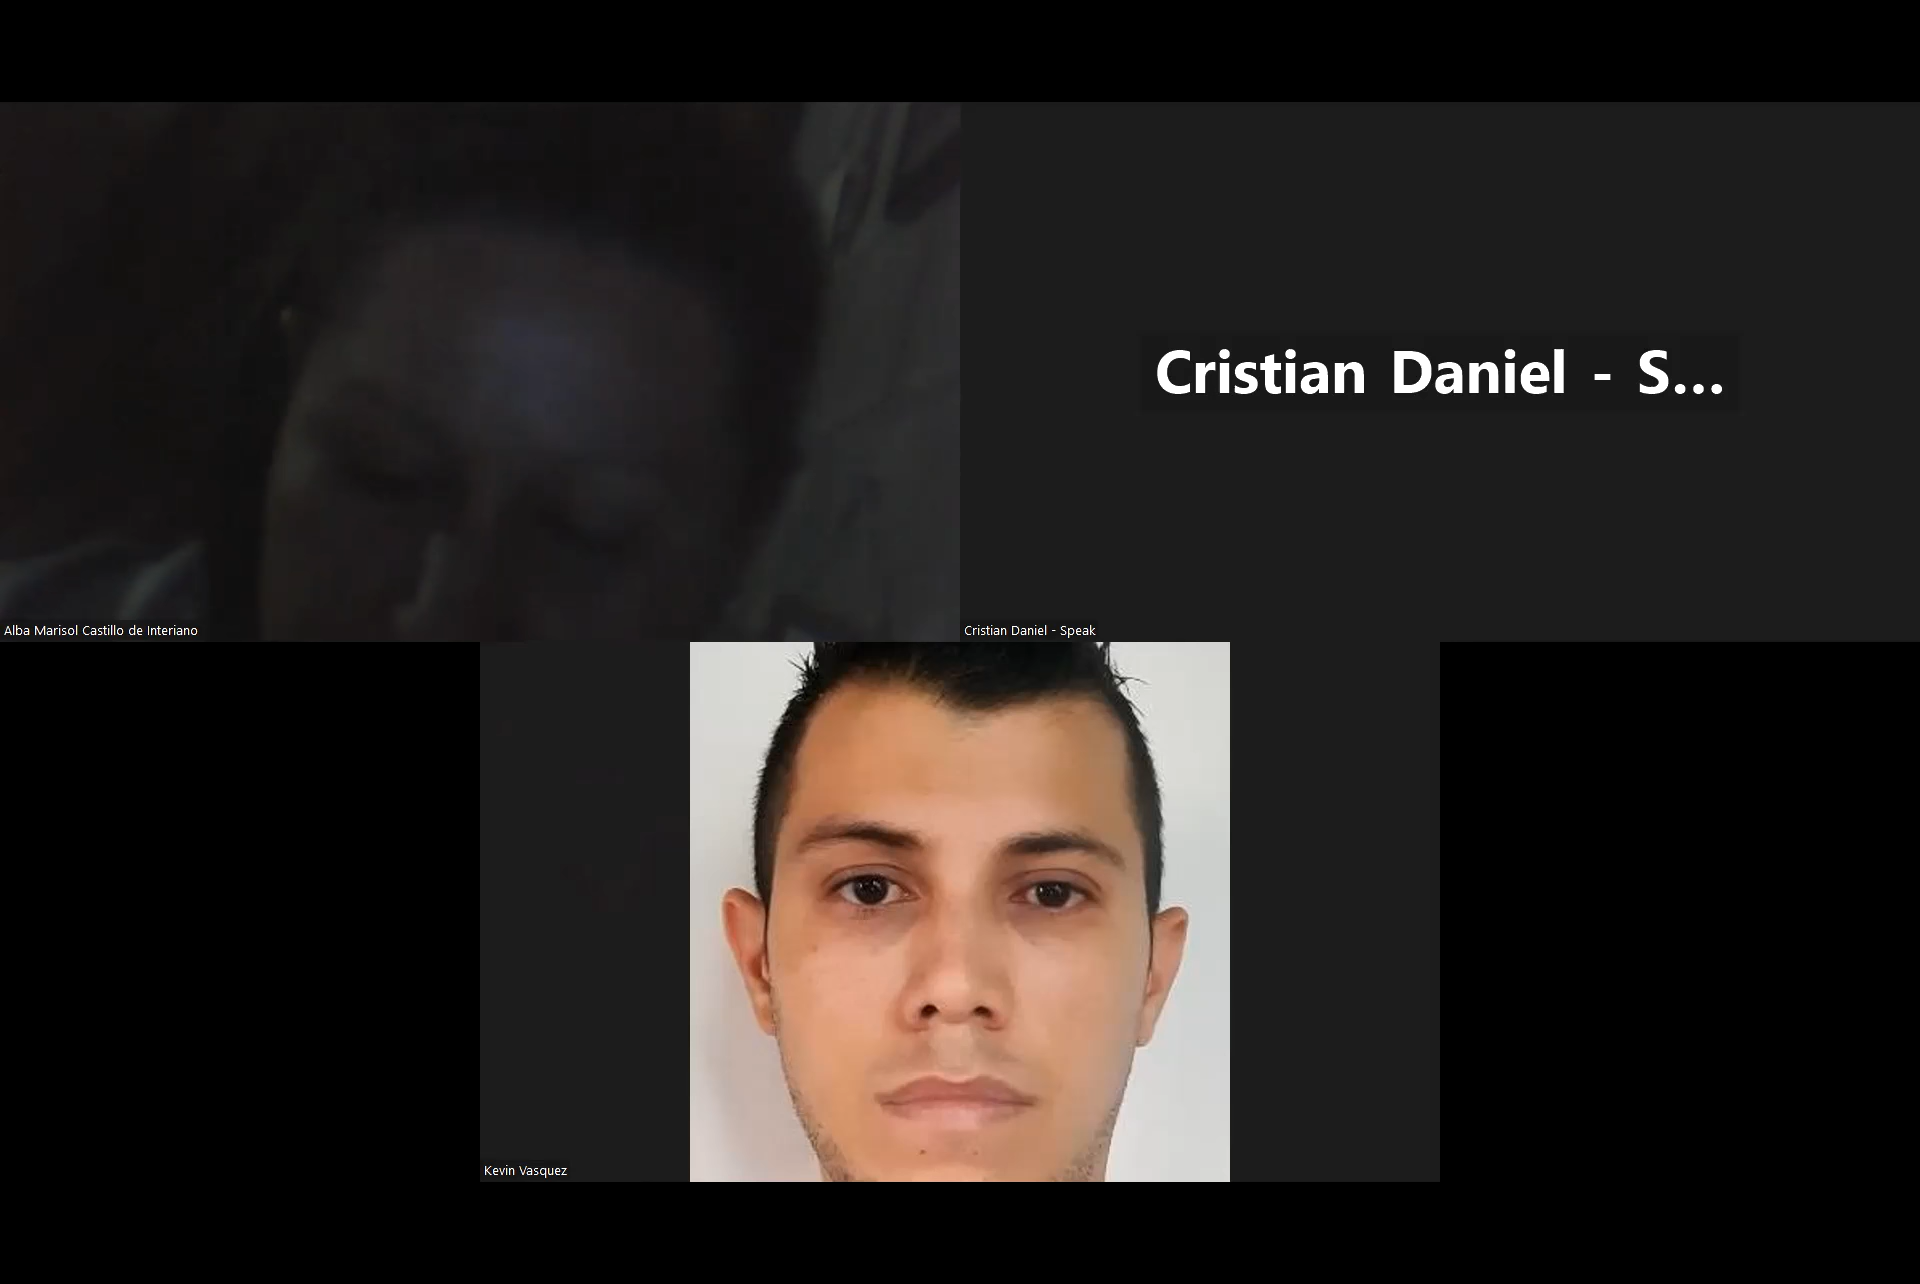 Cristian Daniel - S...
Alba Marisol Castillo de Interiano
Cristian Daniel - Speak
Kevin Vasquez